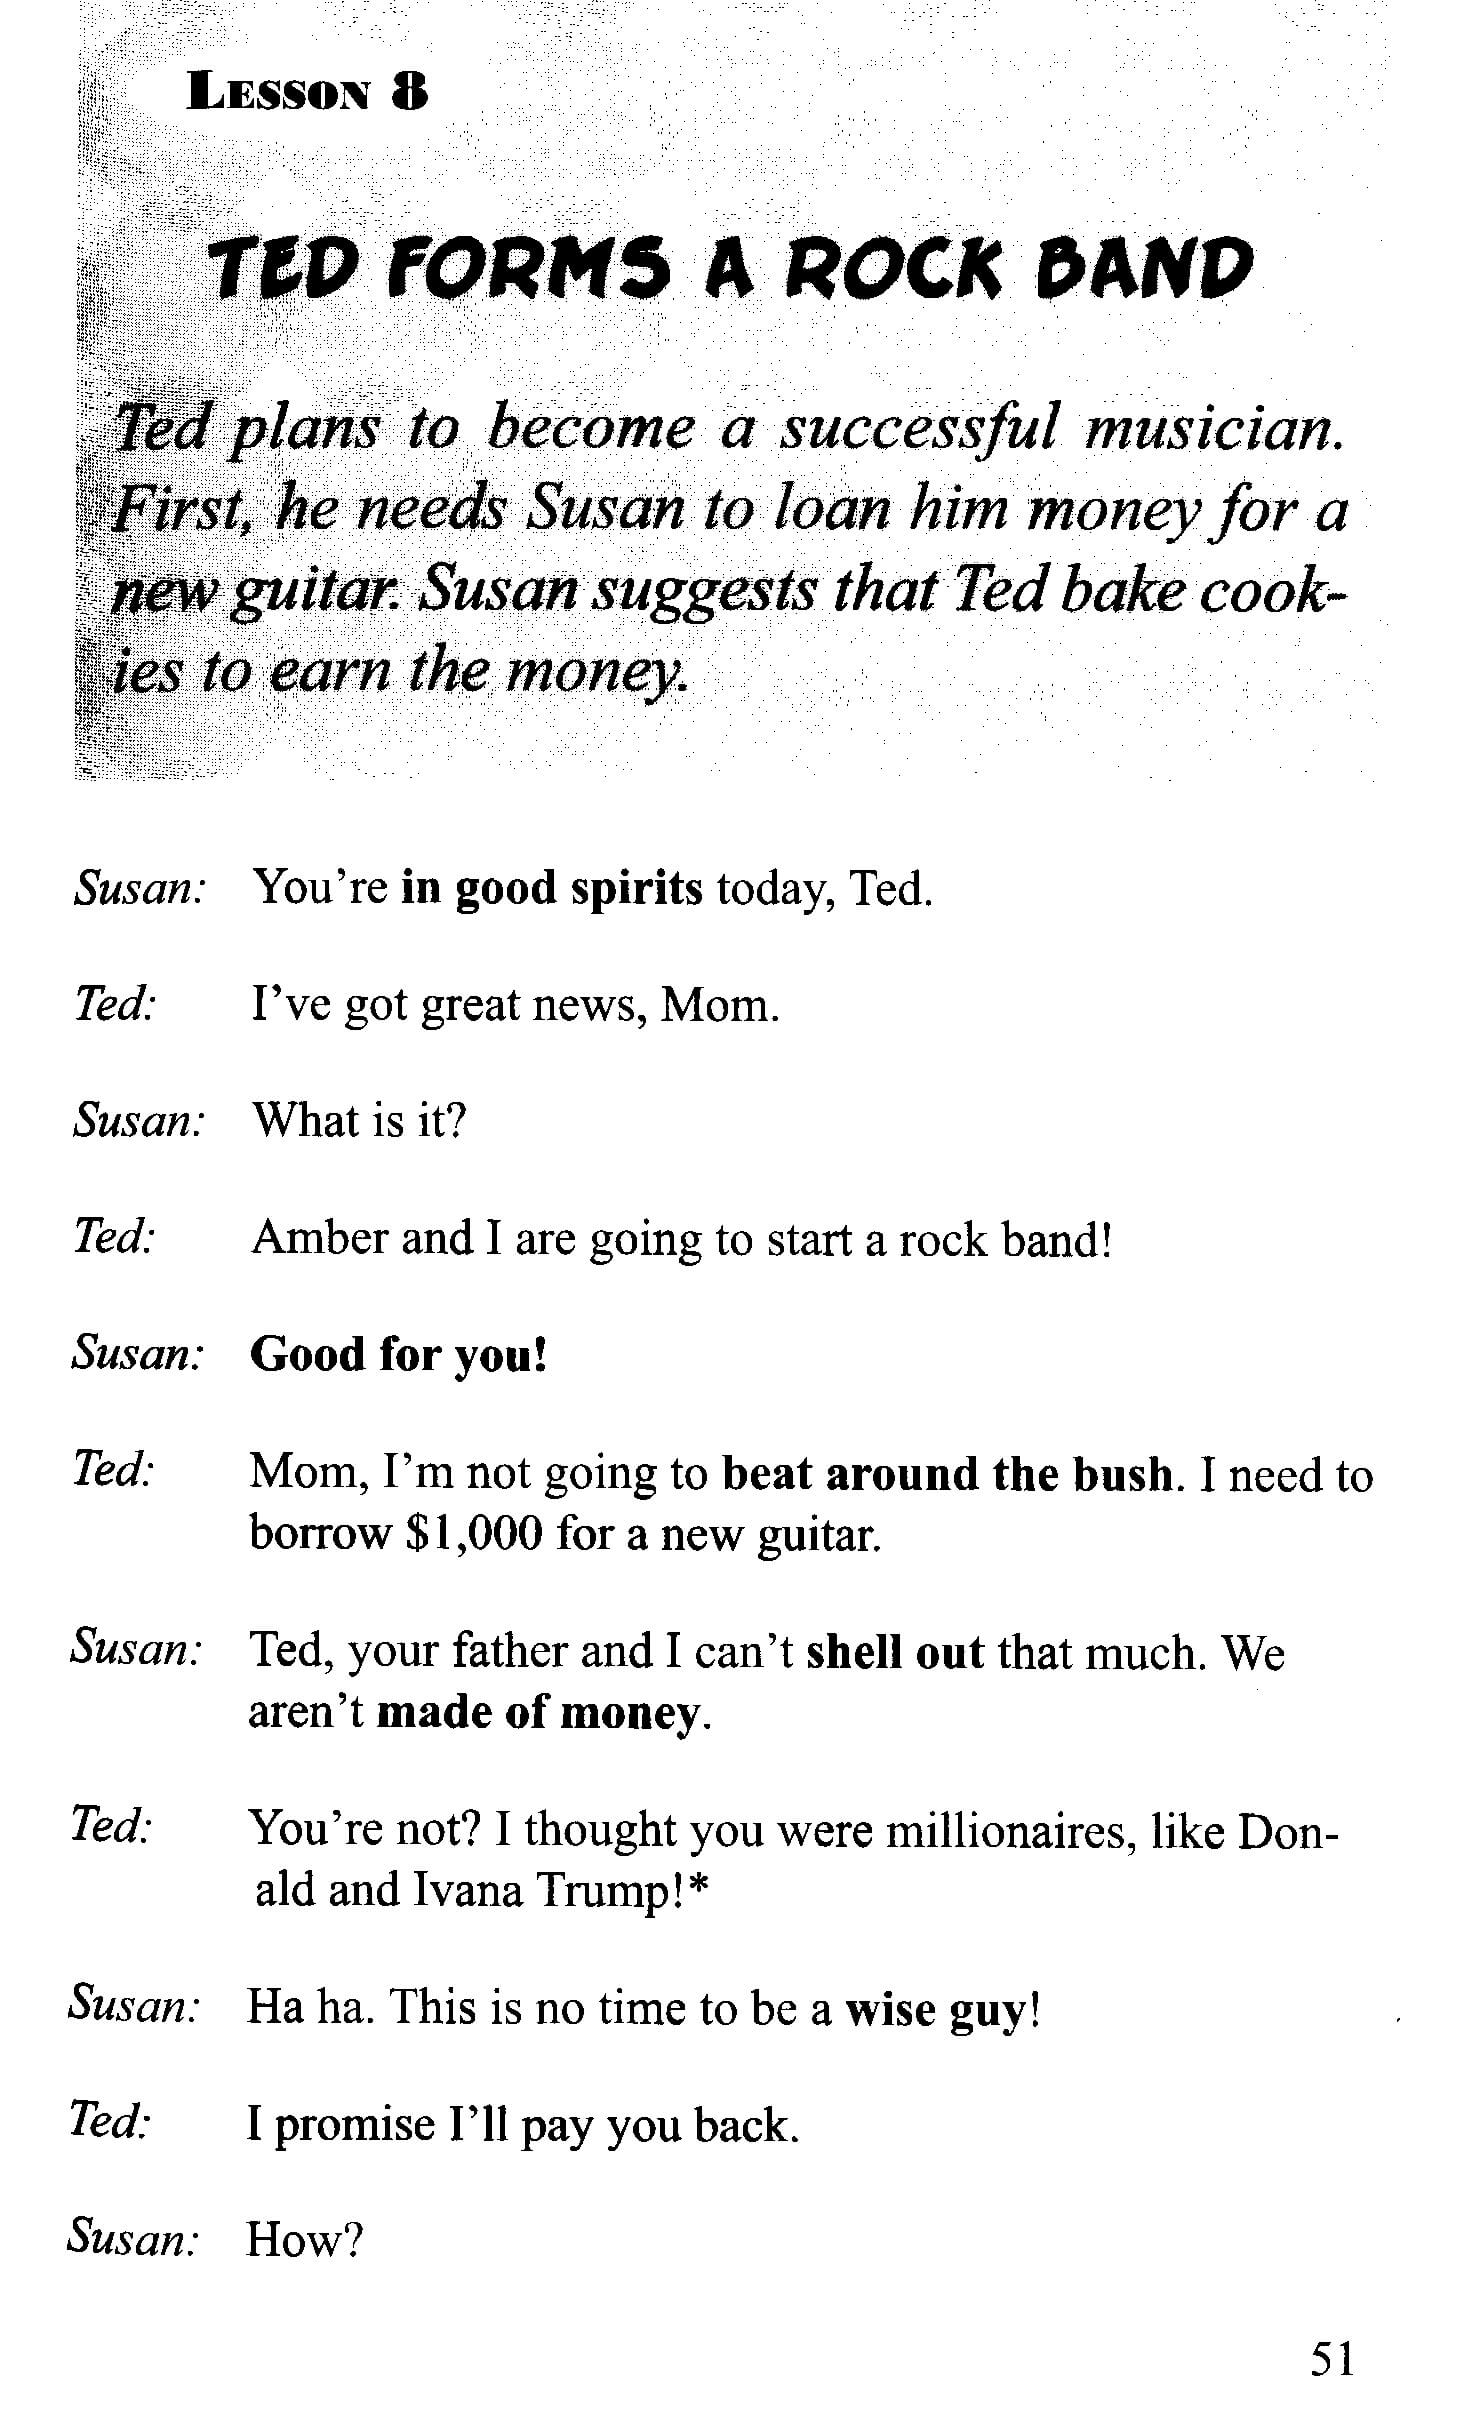 LESSON 8
TED FORMS A ROCK BAND
Ted plans to become a successful musician.
First, he needs Susan to loan him money for a
new guitar. Susan suggests that Ted bake cook-
ies to earn the money.
Susan: You're in good spirits today, Ted.
Ted: I've got great news, Mom.
Susan: What is it?
Ted: Amber and I are going to start a rock band!
Susan: Good for you!
Ted: Mom, I'm not going to beat around the bush. I need to
borrow $1,000 for a new guitar.
Susan: Ted, your father and I can't shell out that much. We
aren't made of money.
Ted: You're not? I thought you were millionaires, like Don-
ald and Ivana Trump!*
Susan: Ha ha. This is no time to be a wise guy!
Ted: I promise I'll pay you back.
Susan: How?
51